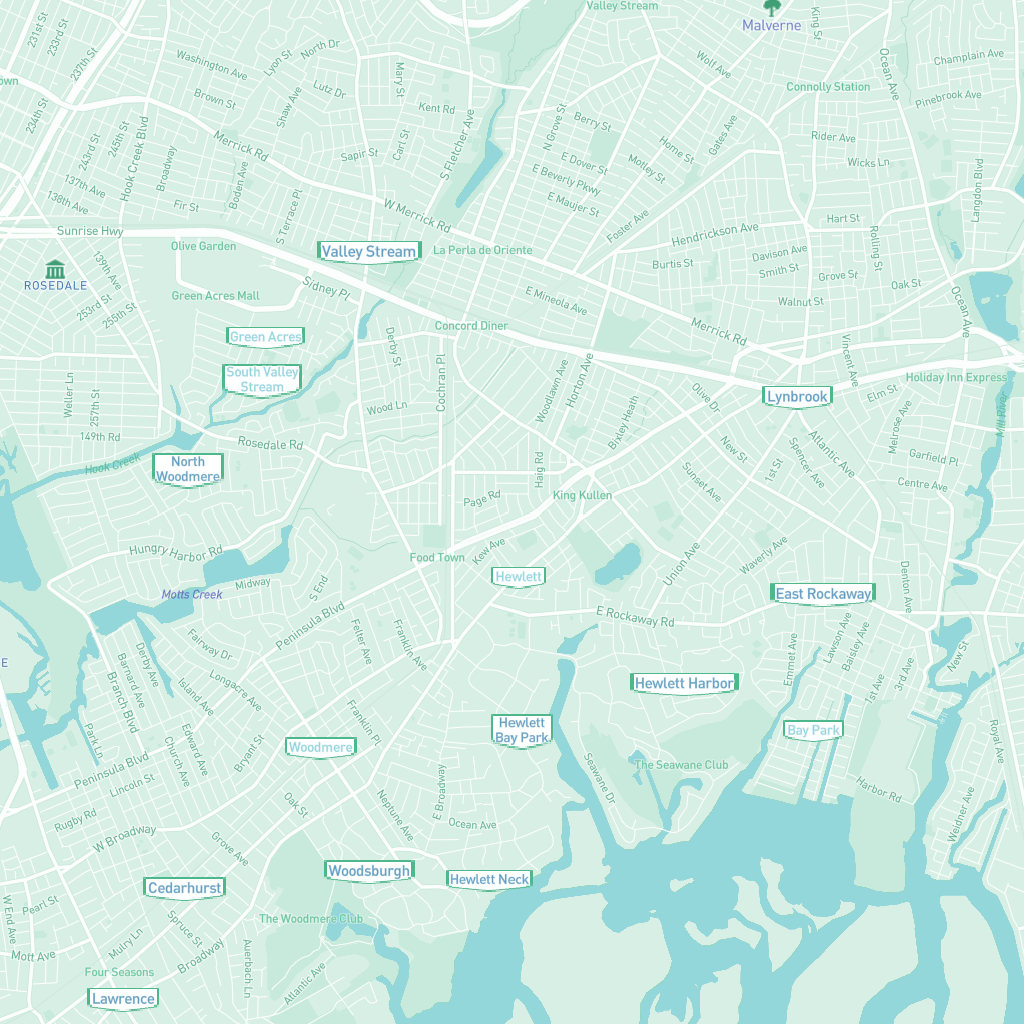 Valley Stream
Malverne
231st St
233rd St
237th St
North Dr
Lyon St
King St
Ocean Ave
Champlain Ave
Washington Ave
Wolf Ave
Connolly Station
Mary St
Lutz Dr
Pinebrook Ave
Brown St
Shaw Ave
Kent Rd
N Grove St
234th St
Berry St
Gates Ave
Rider Ave
245th St
Hook Creek Blvd
Merrick Rd
Carl St
S Fletcher Ave
Home St
243rd St
Sapir St
E Dover St
Motley St
Wicks Ln
Broadway
Boden Ave
E Beverly Pkwy
137th Ave
138th Ave
Fir St
E Maujer St
Langdon Blvd
S Terrace Pl
W Merrick Rd
Foster Ave
Hart St
Sunrise Hwy
Hendrickson Ave
Rolling St
Olive Garden
Valley Stream
La Perla de Oriente
Davison Ave
139th Ave
Burtis St
Smith St
Grove St
ROSEDALE
Oak St
253rd St
Green Acres Mall
Sidney Pl
E Mineola Ave
Walnut St
Ocean Ave
255th St
Concord Diner
Merrick Rd
Green Acres
Derby St
Vincent Ave
South Valley
Stream
Cochran Pl
Woodlawn Ave
Horton Ave
Holiday Inn Express
Weller Ln
257th St
Wood Ln
Olive Dr
Lynbrook
Elm St
Bixley Heath
Mill River
149th Rd
Rosedale Rd
Melrose Ave
New St
Atlantic Ave
Hook Creek
North
Woodmere
Haig Rd
Spencer Ave
Garfield Pl
1st St
Sunset Ave
Centre Ave
Page Rd
King Kullen
Hungry Harbor Rd
Kew Ave
Food Town
Waverly Ave
Union Ave
Hewlett
Midway
S End
Motts Creek
East Rockaway
Denton Ave
Peninsula Blvd
E Rockaway Rd
Fairway Dr
Felter Ave
Franklin Ave
Lawson Ave
Baisley Ave
Emmet Ave
New St
Derby Ave
Barnard Ave
Branch Blvd
Longacre Ave
Island Ave
Hewlett Harbor
3rd Ave
1st Ave
Park Ln
Edward Ave
Church Ave
Franklin Pl
Hewlett
Bay Park
Bay Park
Royal Ave
Bryant St
Woodmere
Peninsula Blvd
The Seawane Club
Seawane Dr
Lincoln St
E Broadway
Harbor Rd
Weidner Ave
Oak St
Neptune Ave
Rugby Rd
Ocean Ave
W Broadway
Grove Ave
Woodsburgh
Hewlett Neck
Cedarhurst
W End Ave
Pearl St
The Woodmere Club
Spruce St
Mulry Ln
Mott Ave
Broadway
Auerbach Ln
Four Seasons
Atlantic Ave
Lawrence